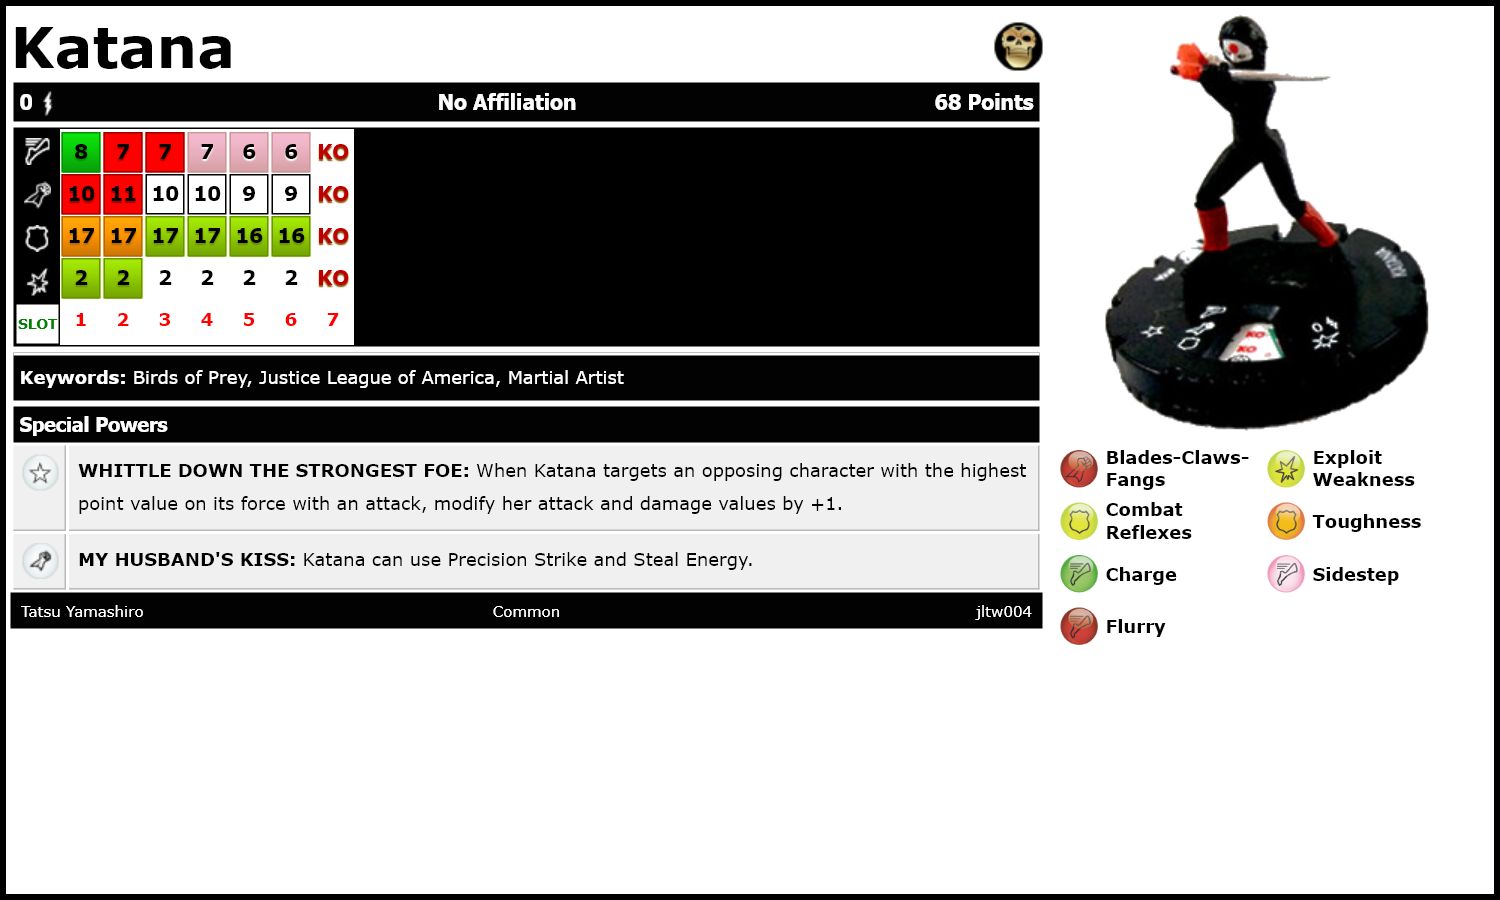 Katana
0 No Affiliation 68 Points
8 7 7 7 6 6 KO
10 11 10 10 9 9 KO
17 17 17 17 16 16 KO
2 2 2 2 2 2 KO
SLOT 1 2 3 4 5 6 7
Keywords: Birds of Prey, Justice League of America, Martial Artist
Special Powers
WHITTLE DOWN THE STRONGEST FOE: When Katana targets an opposing character with the highest
point value on its force with an attack, modify her attack and damage values by +1.
MY HUSBAND'S KISS: Katana can use Precision Strike and Steal Energy.
Tatsu Yamashiro Common jltw004
KATANA
KO
KO
Blades-Claws-
Fangs
Exploit
Weakness
Combat
Reflexes
Toughness
Charge
Sidestep
Flurry